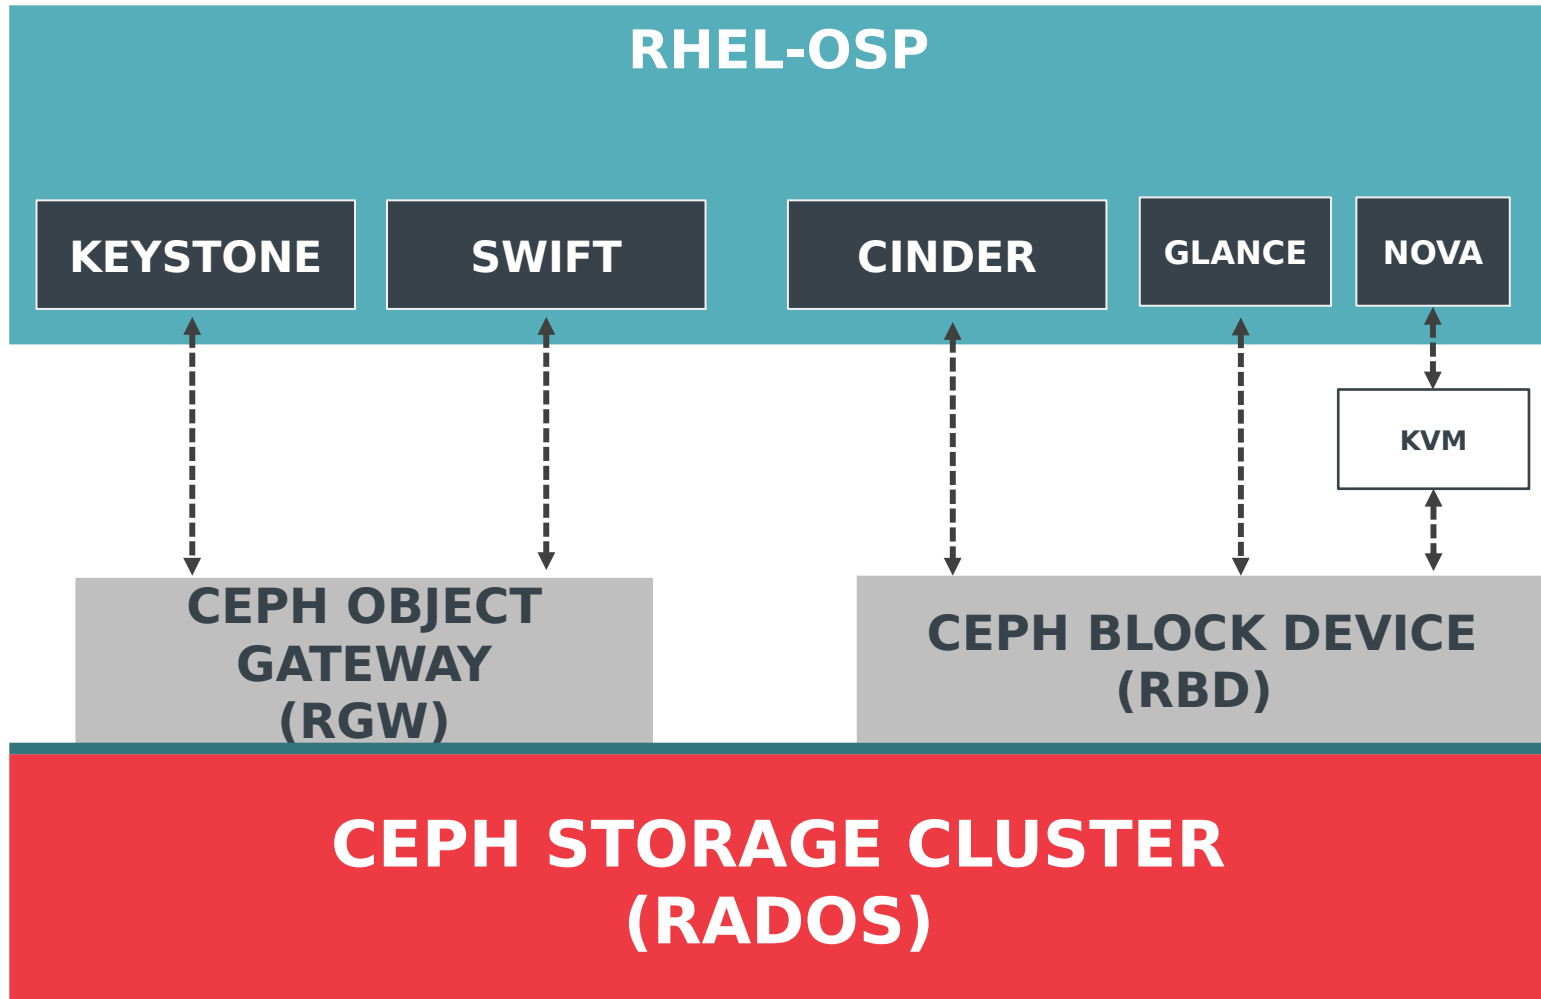 RHEL-OSP
KEYSTONE
SWIFT
CINDER
GLANCE
NOVA
KVM
CEPH OBJECT
GATEWAY
(RGW)
CEPH BLOCK DEVICE
(RBD)
CEPH STORAGE CLUSTER
(RADOS)